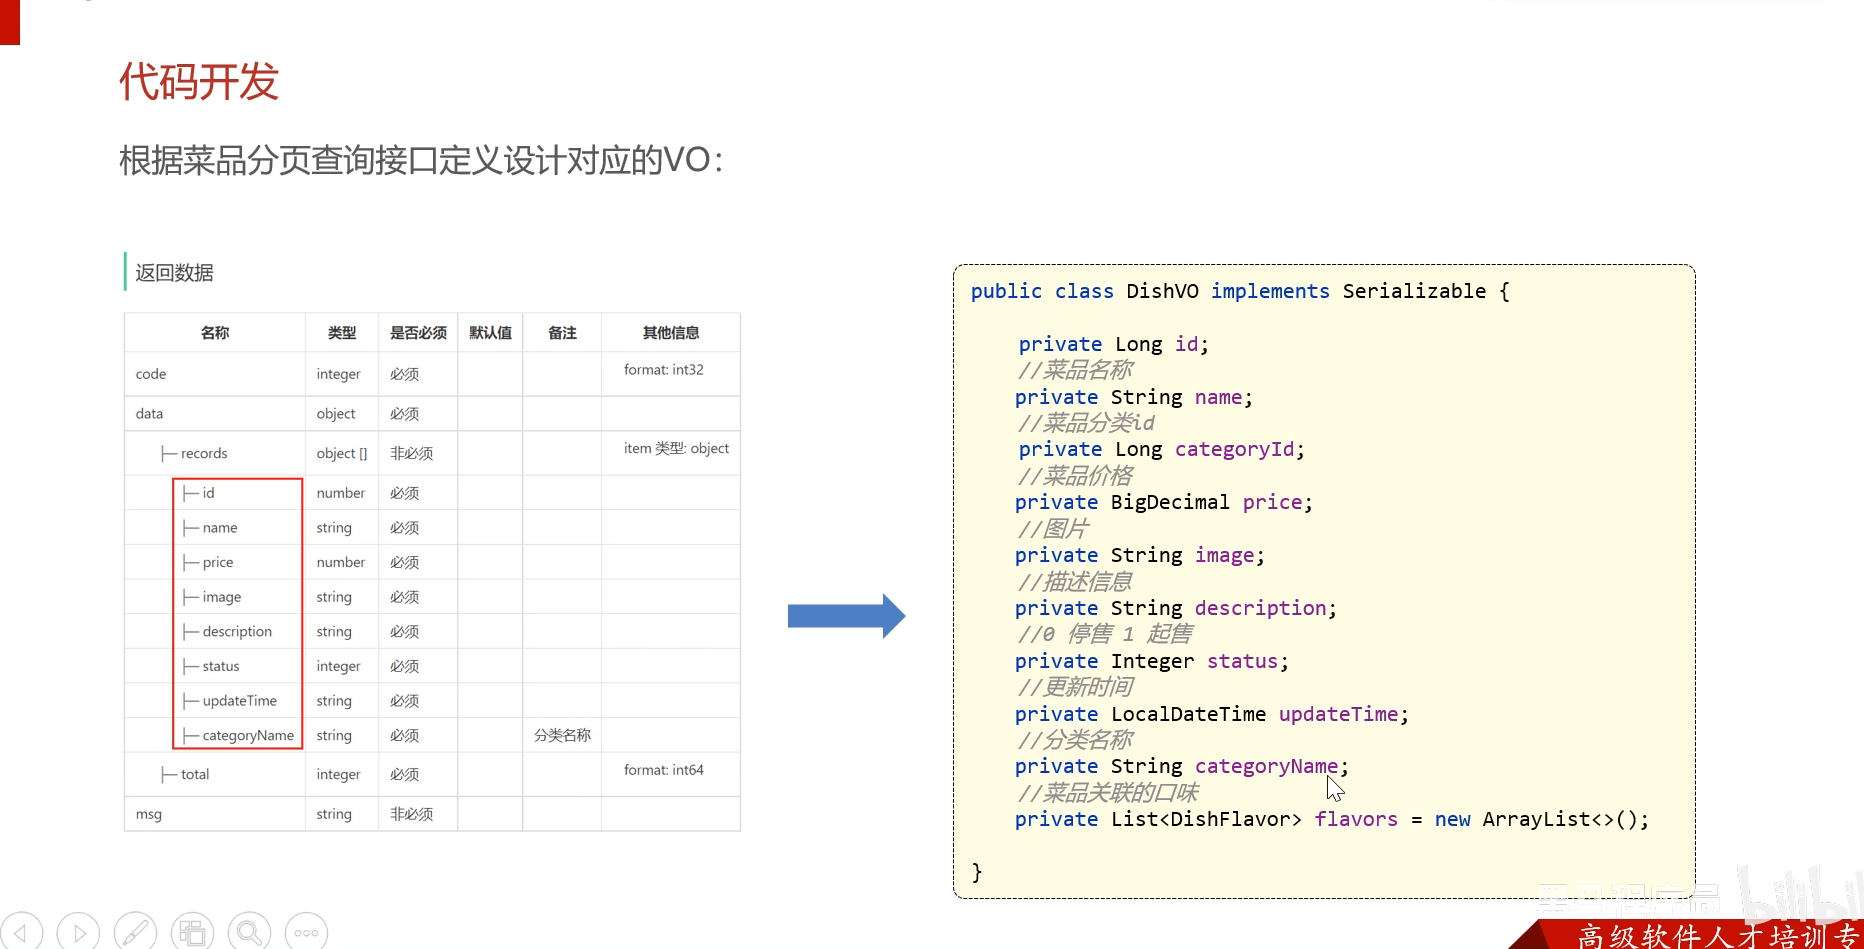 代码开发
根据菜品分页查询接口定义设计对应的VO：
返回数据
名称 类型 是否必须 默认值 备注 其他信息
code integer 必须 format: int32
data object 必须
├─ records object [] 非必须 item 类型: object
├─ id number 必须
├─ name string 必须
├─ price number 必须
├─ image string 必须
├─ description string 必须
├─ status integer 必须
├─ updateTime string 必须
├─ categoryName string 必须 分类名称
├─ total integer 必须 format: int64
msg string 非必须
public class DishVO implements Serializable {
private Long id;
//菜品名称
private String name;
//菜品分类id
private Long categoryId;
//菜品价格
private BigDecimal price;
//图片
private String image;
//描述信息
private String description;
//0 停售 1 起售
private Integer status;
//更新时间
private LocalDateTime updateTime;
//分类名称
private String categoryName;
//菜品关联的口味
private List<DishFlavor> flavors = new ArrayList<>();
}
黑马程序员 bilibili
高级软件人才培训专